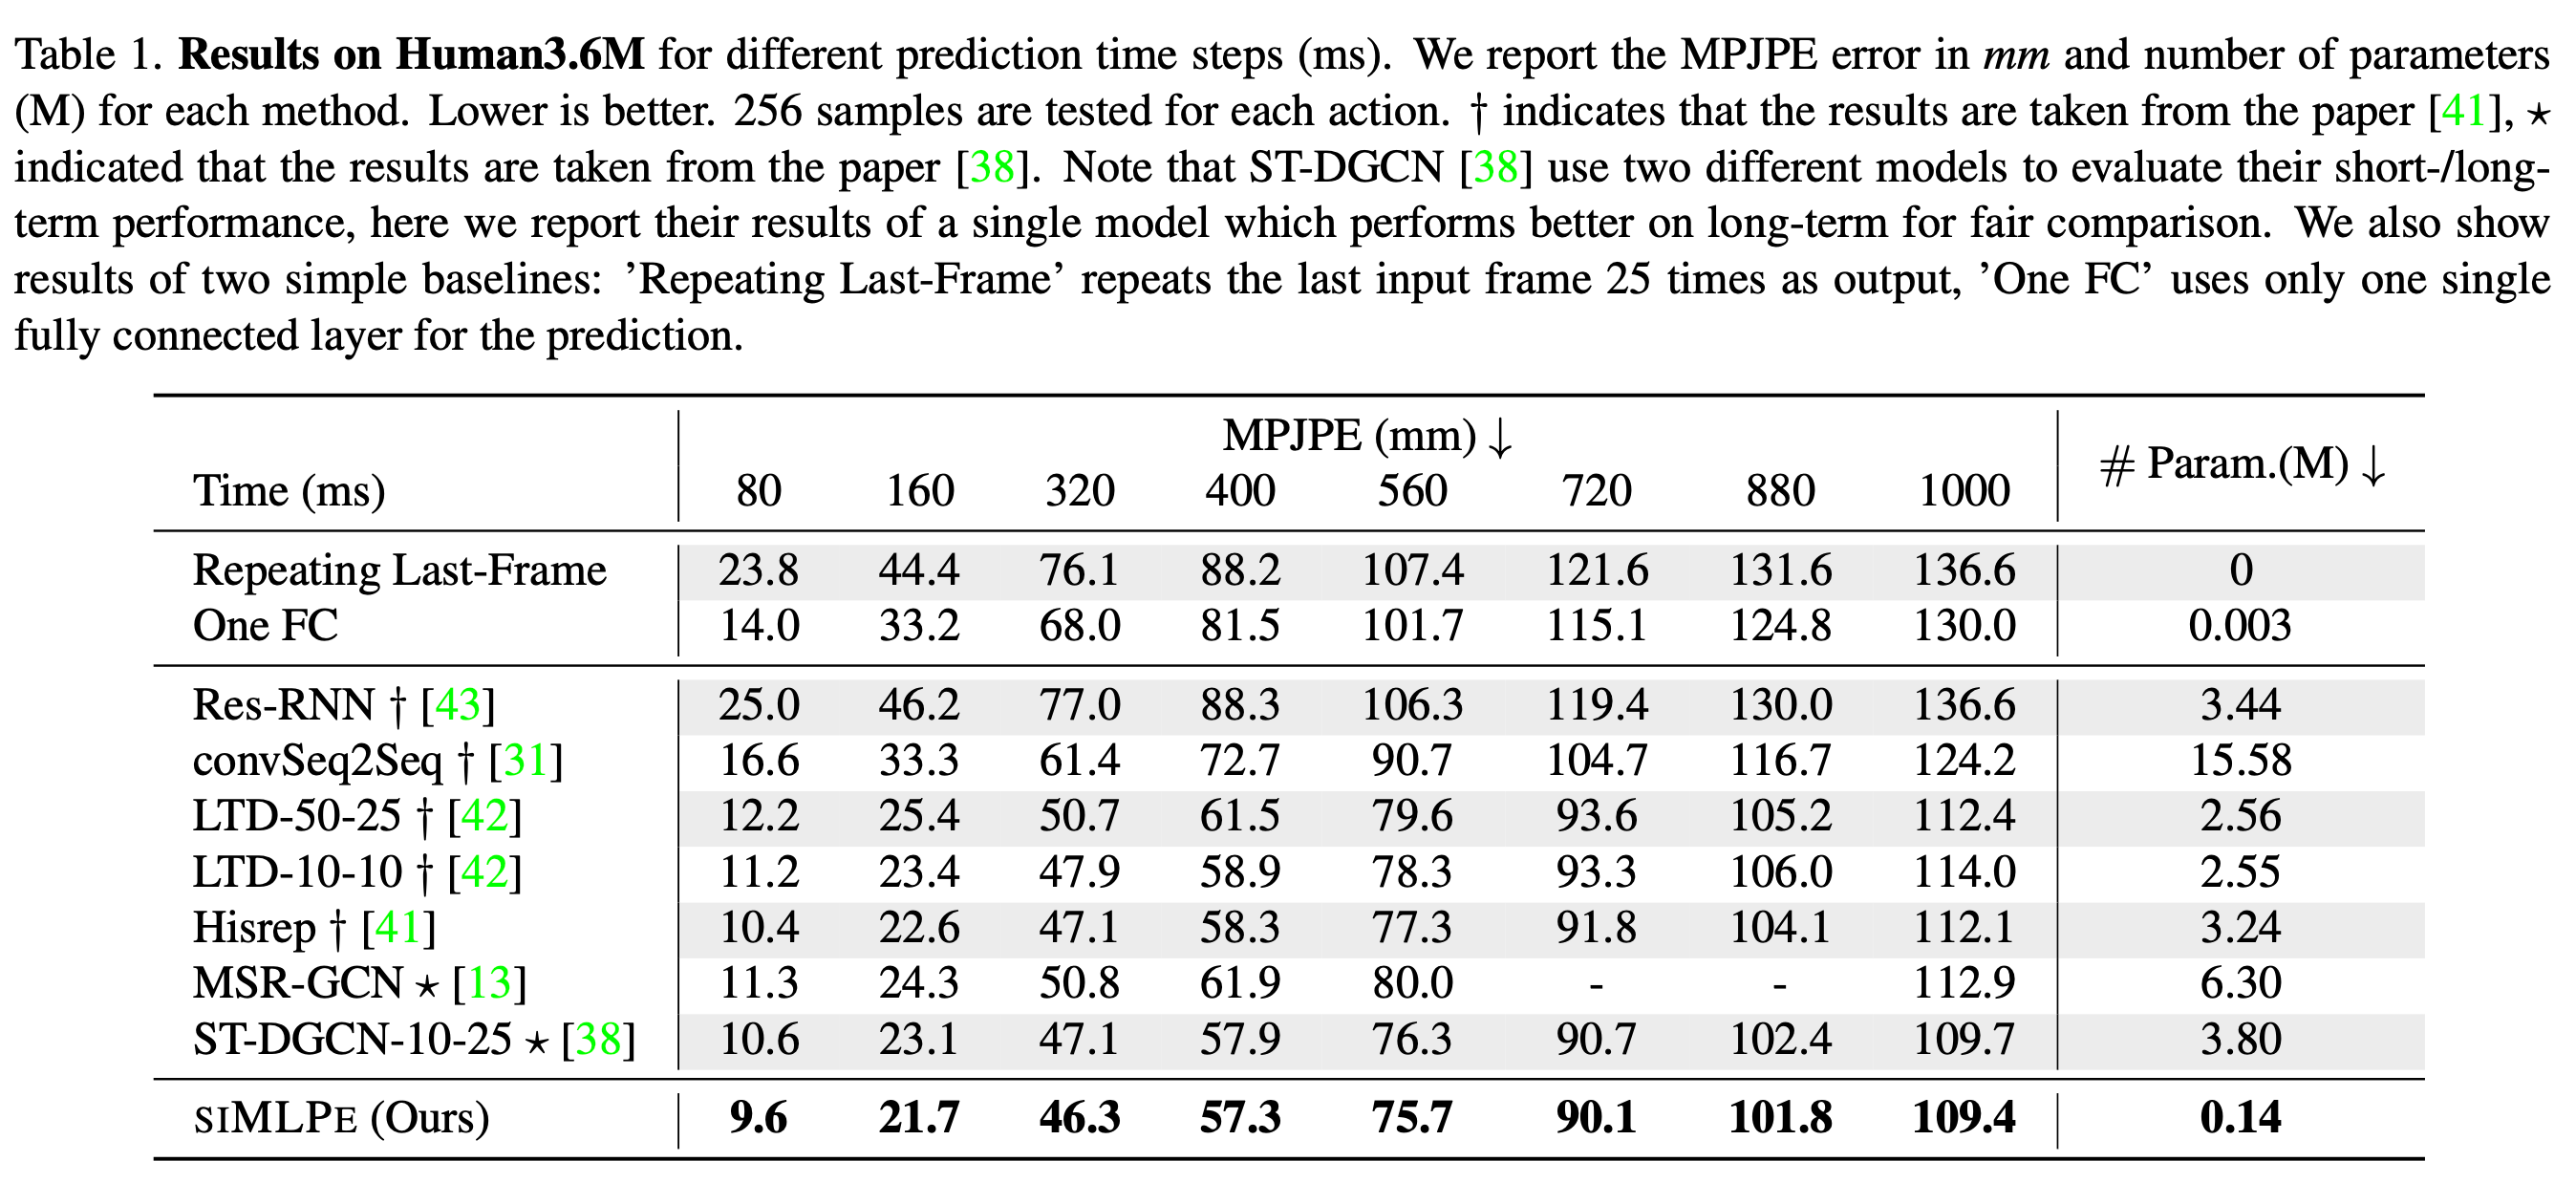 Table 1. Results on Human3.6M for different prediction time steps (ms). We report the MPJPE error in mm and number of parameters
(M) for each method. Lower is better. 256 samples are tested for each action. † indicates that the results are taken from the paper [41], ⋆
indicated that the results are taken from the paper [38]. Note that ST-DGCN [38] use two different models to evaluate their short-/long-
term performance, here we report their results of a single model which performs better on long-term for fair comparison. We also show
results of two simple baselines: ’Repeating Last-Frame’ repeats the last input frame 25 times as output, ’One FC’ uses only one single
fully connected layer for the prediction.
MPJPE (mm) ↓
# Param.(M) ↓
Time (ms) 80 160 320 400 560 720 880 1000
Repeating Last-Frame 23.8 44.4 76.1 88.2 107.4 121.6 131.6 136.6 0
One FC 14.0 33.2 68.0 81.5 101.7 115.1 124.8 130.0 0.003
Res-RNN † [43] 25.0 46.2 77.0 88.3 106.3 119.4 130.0 136.6 3.44
convSeq2Seq † [31] 16.6 33.3 61.4 72.7 90.7 104.7 116.7 124.2 15.58
LTD-50-25 † [42] 12.2 25.4 50.7 61.5 79.6 93.6 105.2 112.4 2.56
LTD-10-10 † [42] 11.2 23.4 47.9 58.9 78.3 93.3 106.0 114.0 2.55
Hisrep † [41] 10.4 22.6 47.1 58.3 77.3 91.8 104.1 112.1 3.24
MSR-GCN ⋆ [13] 11.3 24.3 50.8 61.9 80.0 - - 112.9 6.30
ST-DGCN-10-25 ⋆ [38] 10.6 23.1 47.1 57.9 76.3 90.7 102.4 109.7 3.80
SIMLPE (Ours) 9.6 21.7 46.3 57.3 75.7 90.1 101.8 109.4 0.14